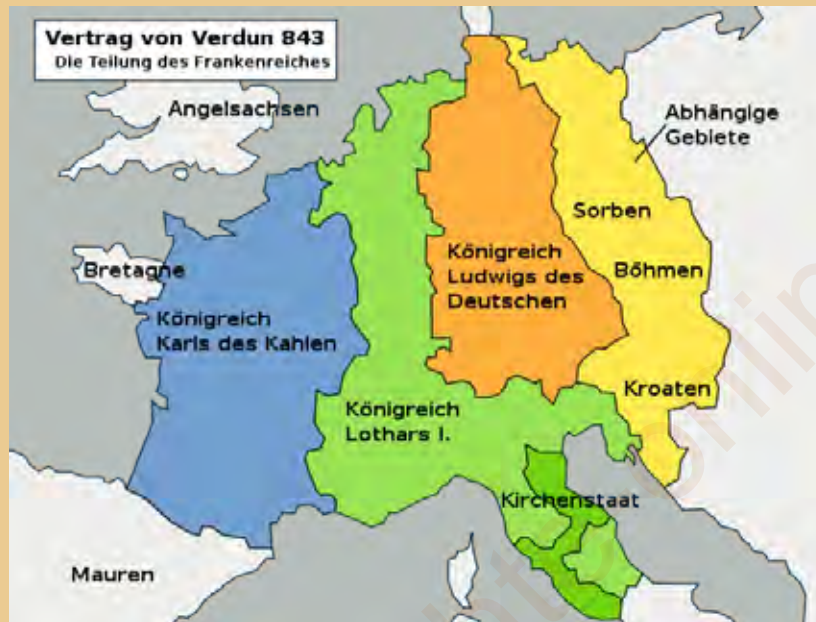 Vertrag von Verdun 843
Die Teilung des Frankenreiches
Angelsachsen
Abhängige
Gebiete
Sorben
Bretagne
Königreich
Ludwigs des
Deutschen
Böhmen
Königreich
Karls des Kahlen
Kroaten
Königreich
Lothars I.
Kirchenstaat
Mauren